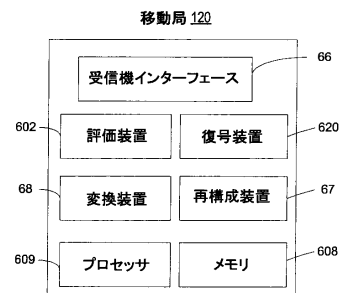 移動局 120
受信機インターフェース
66
602
評価装置
復号装置
620
68
変換装置
再構成装置
67
609
プロセッサ
メモリ
608